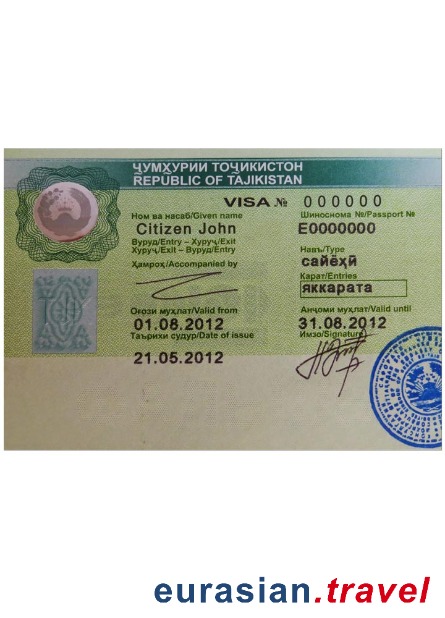 ҶУМҲУРИИ ТОҶИКИСТОН
REPUBLIC OF TAJIKISTAN
VISA № 000000
Ном ва насаб/Given name
Citizen John
Шиноснома №/Passport №
E0000000
Вуруд/Entry – Хуруҷ/Exit
Хуруҷ/Exit – Вуруд/Entry
Навъ/Type
сайёҳӣ
Ҳамроҳ/Accompanied by
Карат/Entries
яккарата
Оғози муҳлат/Valid from
01.08.2012
Анҷоми муҳлат/Valid until
31.08.2012
Таърихи судур/Date of issue
21.05.2012
Имзо/Signature
eurasian.travel